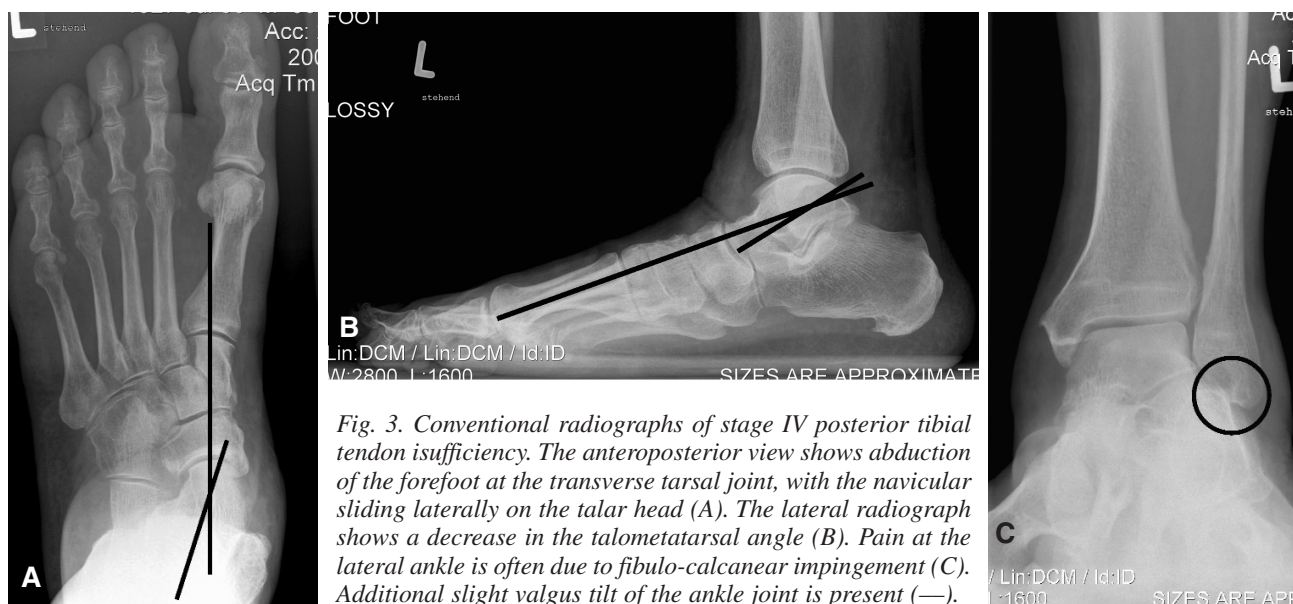 L stehend
Acc:
200
Acq Tm
A
FOOT
L
stehend
LOSSY
B
Lin:DCM / Lin:DCM / Id:ID
W:2800 L:1600
SIZES ARE APPROXIMATE
Fig. 3. Conventional radiographs of stage IV posterior tibial
tendon isufficiency. The anteroposterior view shows abduction
of the forefoot at the transverse tarsal joint, with the navicular
sliding laterally on the talar head (A). The lateral radiograph
shows a decrease in the talometatarsal angle (B). Pain at the
lateral ankle is often due to fibulo-calcanear impingement (C).
Additional slight valgus tilt of the ankle joint is present (—).
Ac
Acq T
L
steh
C
/ Lin:DCM / Id:ID
L:1600
SIZES ARE APPR